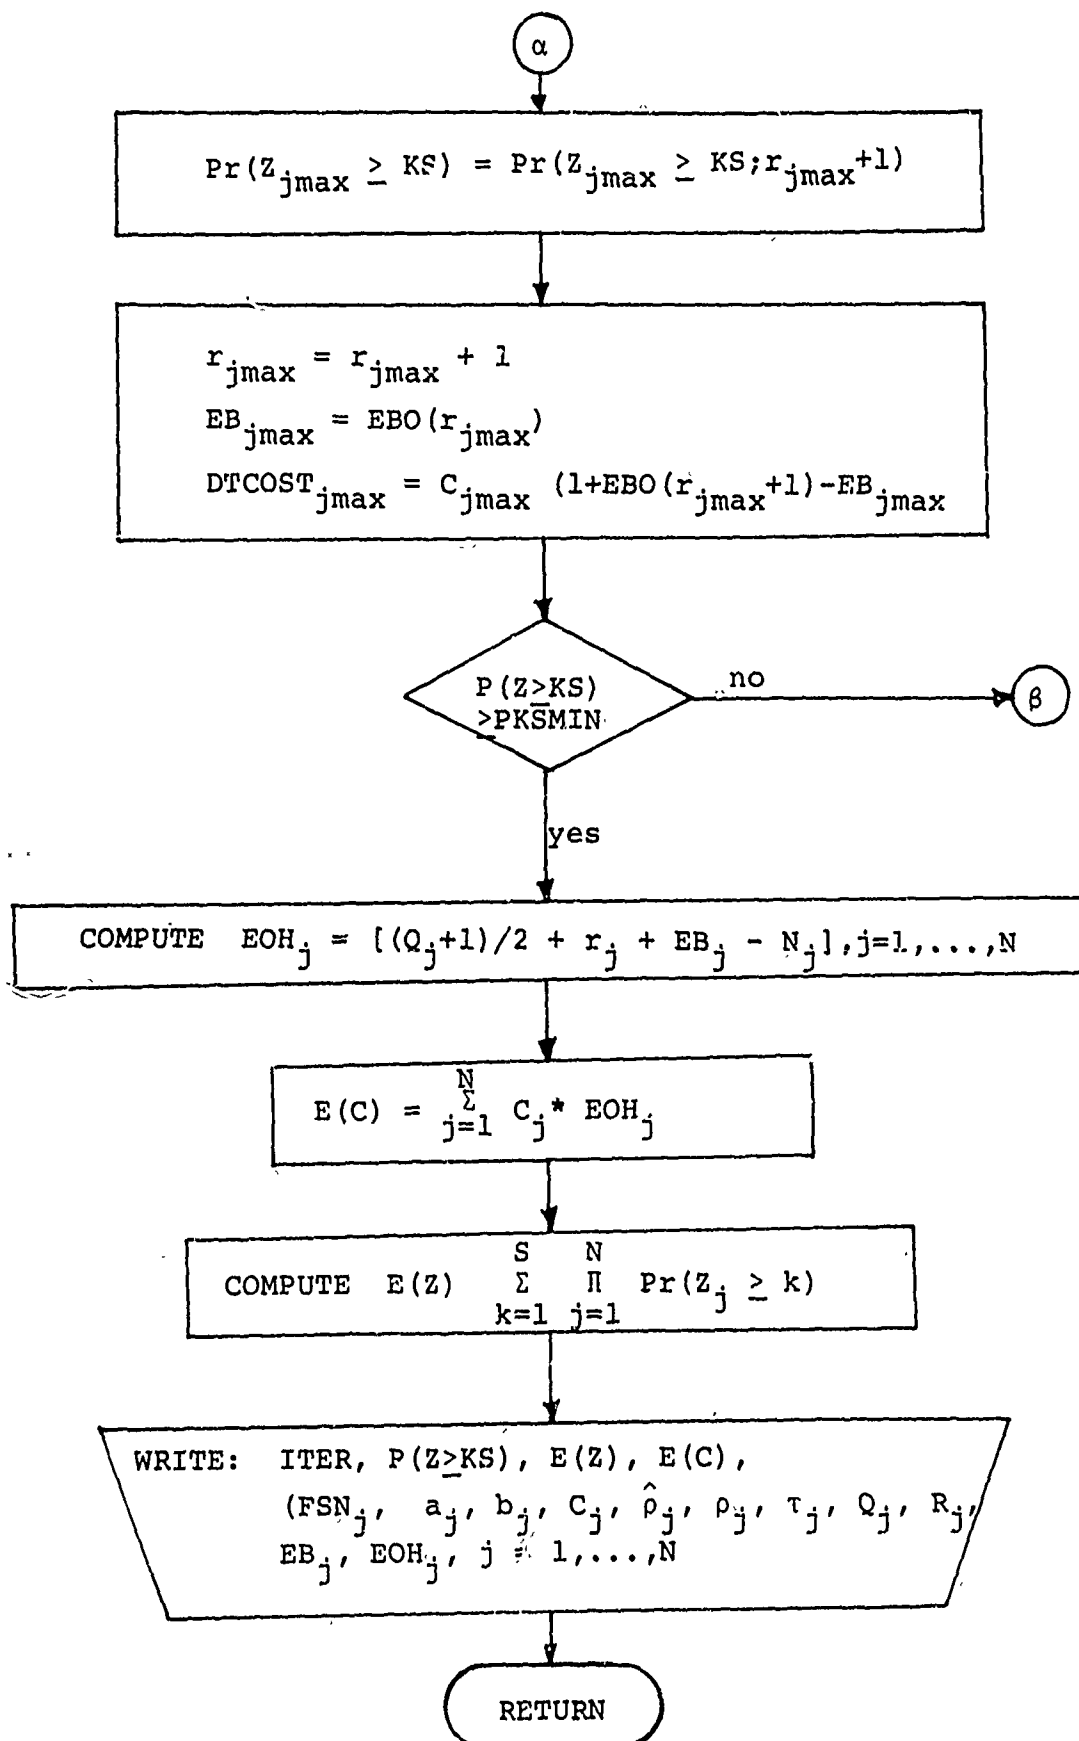 α
Pr(Z_jmax ≥ KS) = Pr(Z_jmax ≥ KS;r_jmax+1)
r_jmax = r_jmax + 1
EB_jmax = EBO(r_jmax)
DTCOST_jmax = C_jmax (1+EBO(r_jmax+1)-EB_jmax
P(Z≥KS)
≥PKSMIN
no
β
yes
COMPUTE EOH_j = [(Q_j+1)/2 + r_j + EB_j - N_j],j=1,...,N
N
E(C) = Σ C_j* EOH_j
j=1
S N
COMPUTE E(Z) Σ Π Pr(Z_j ≥ k)
k=1 j=1
WRITE: ITER, P(Z≥KS), E(Z), E(C),
(FSN_j, a_j, b_j, C_j, ρ̂_j, ρ_j, τ_j, Q_j, R_j,
EB_j, EOH_j, j = 1,...,N
RETURN